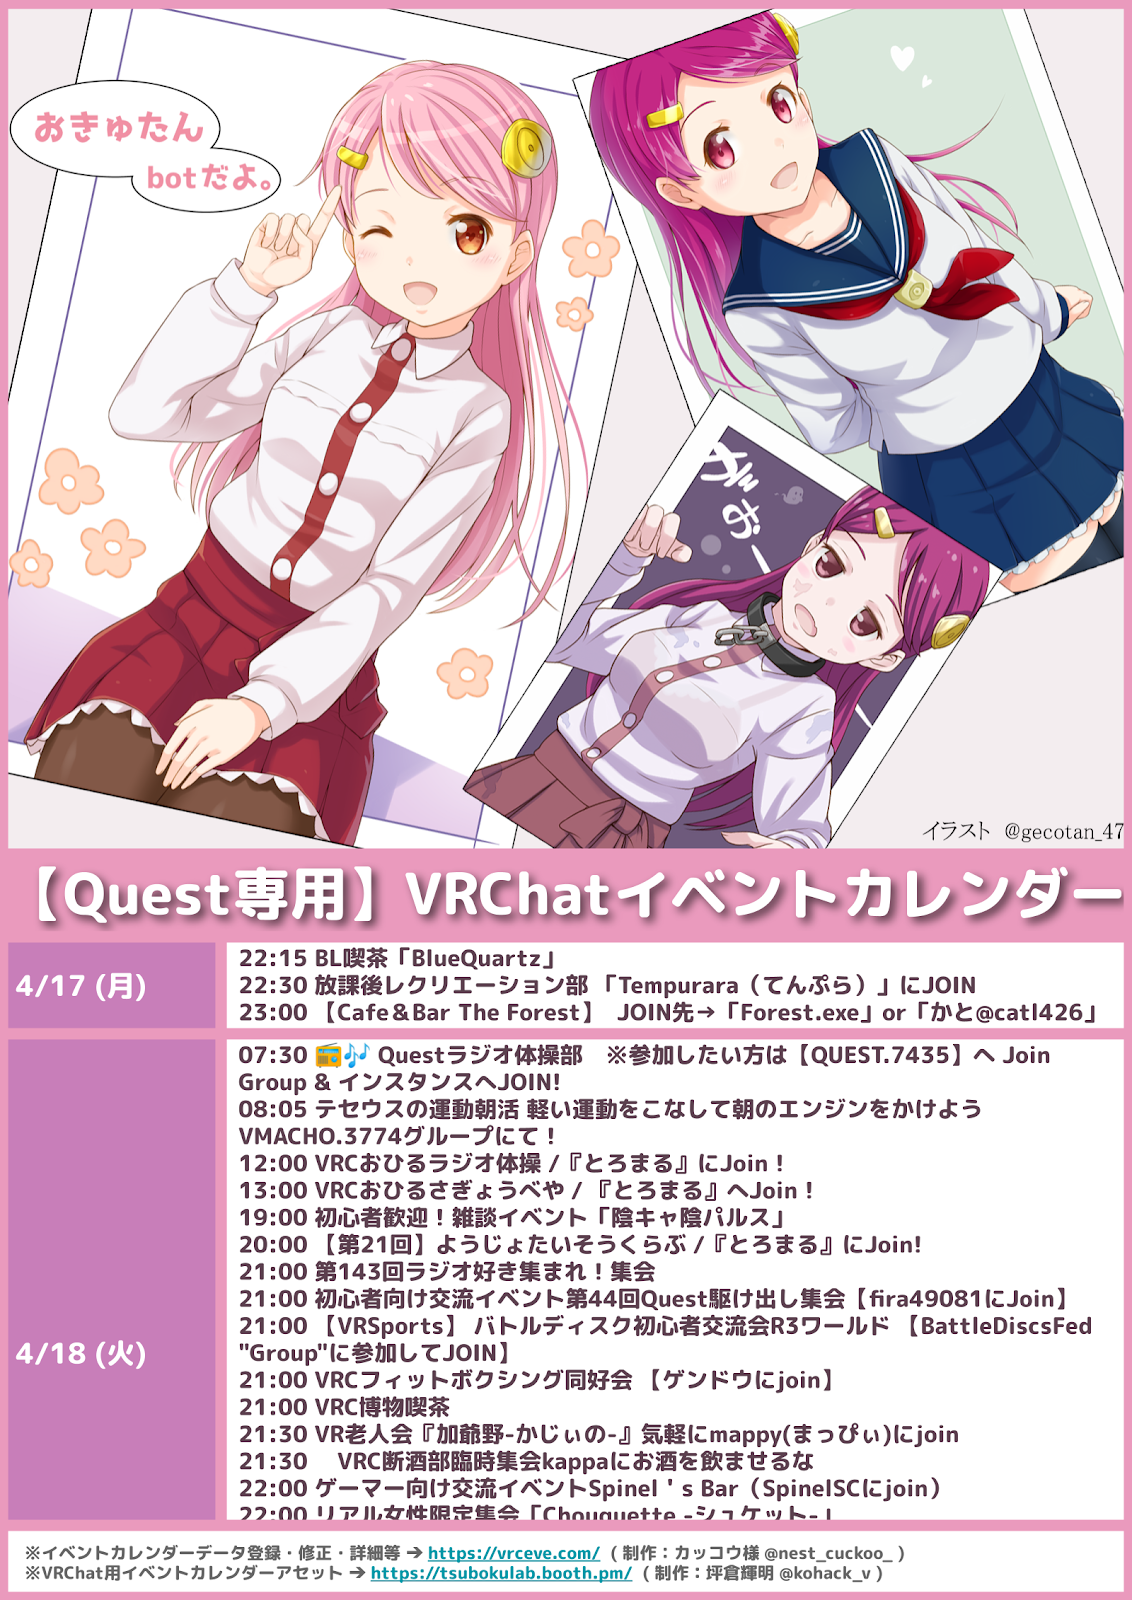 おきゅたん
botだよ。
がおー
イラスト @gecotan_47
【Quest専用】VRChatイベントカレンダー
4/17 (月)
22:15 BL喫茶「BlueQuartz」
22:30 放課後レクリエーション部 「Tempurara（てんぷら）」にJOIN
23:00 【Cafe＆Bar The Forest】 JOIN先→「Forest.exe」or「かと@catl426」
4/18 (火)
07:30 📻🎶 Questラジオ体操部　※参加したい方は【QUEST.7435】へ Join
Group & インスタンスへJOIN!
08:05 テセウスの運動朝活 軽い運動をこなして朝のエンジンをかけよう
VMACHO.3774グループにて！
12:00 VRCおひるラジオ体操 /『とろまる』にJoin！
13:00 VRCおひるさぎょうべや / 『とろまる』へJoin！
19:00 初心者歓迎！雑談イベント「陰キャ陰パルス」
20:00 【第21回】ようじょたいそうくらぶ /『とろまる』にJoin!
21:00 第143回ラジオ好き集まれ！集会
21:00 初心者向け交流イベント第44回Quest駆け出し集会【fira49081にJoin】
21:00 【VRSports】 バトルディスク初心者交流会R3ワールド 【BattleDiscsFed
"Group"に参加してJOIN】
21:00 VRCフィットボクシング同好会 【ゲンドウにjoin】
21:00 VRC博物喫茶
21:30 VR老人会『加爺野-かじぃの-』気軽にmappy(まっぴぃ)にjoin
21:30　VRC断酒部臨時集会kappaにお酒を飲ませるな
22:00 ゲーマー向け交流イベントSpinel＇s Bar（SpinelSCにjoin）
22:00 リアル女性限定集会「Chouquette -シュケット-」
※イベントカレンダーデータ登録・修正・詳細等 ➔ https://vrceve.com/ （制作：カッコウ様 @nest_cuckoo_ ）
※VRChat用イベントカレンダーアセット ➔ https://tsubokulab.booth.pm/ （制作：坪倉輝明 @kohack_v ）